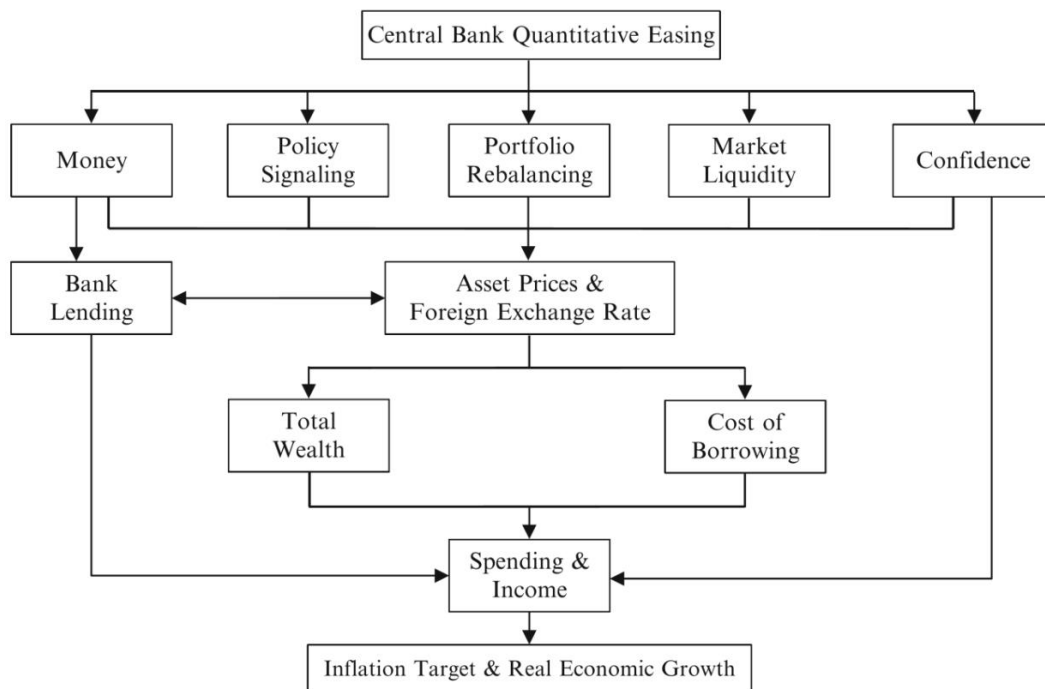 Central Bank Quantitative Easing
Money
Policy
Signaling
Portfolio
Rebalancing
Market
Liquidity
Confidence
Bank
Lending
Asset Prices &
Foreign Exchange Rate
Total
Wealth
Cost of
Borrowing
Spending &
Income
Inflation Target & Real Economic Growth